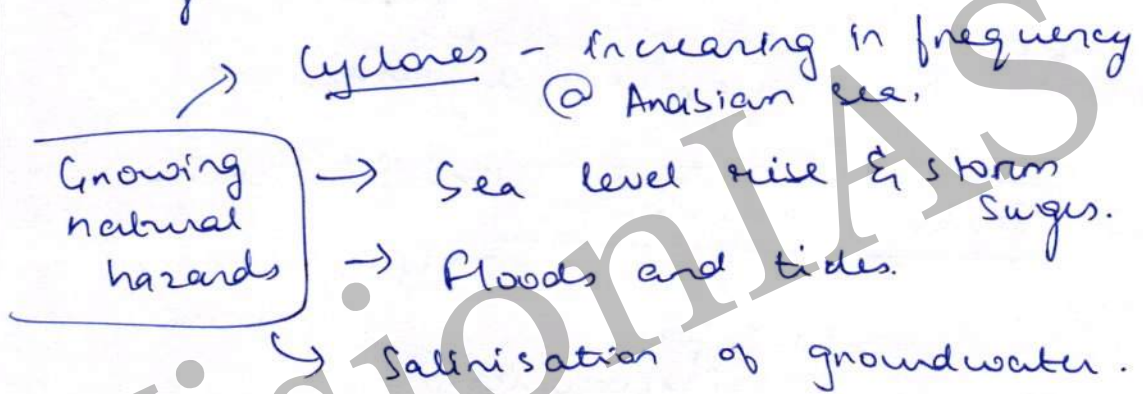 Cyclones - increasing in frequency
@ Arabian sea.
Growing
natural
hazards
Sea level rise & storm
surges.
Floods and tides.
Salinisation of groundwater.
VisionIAS